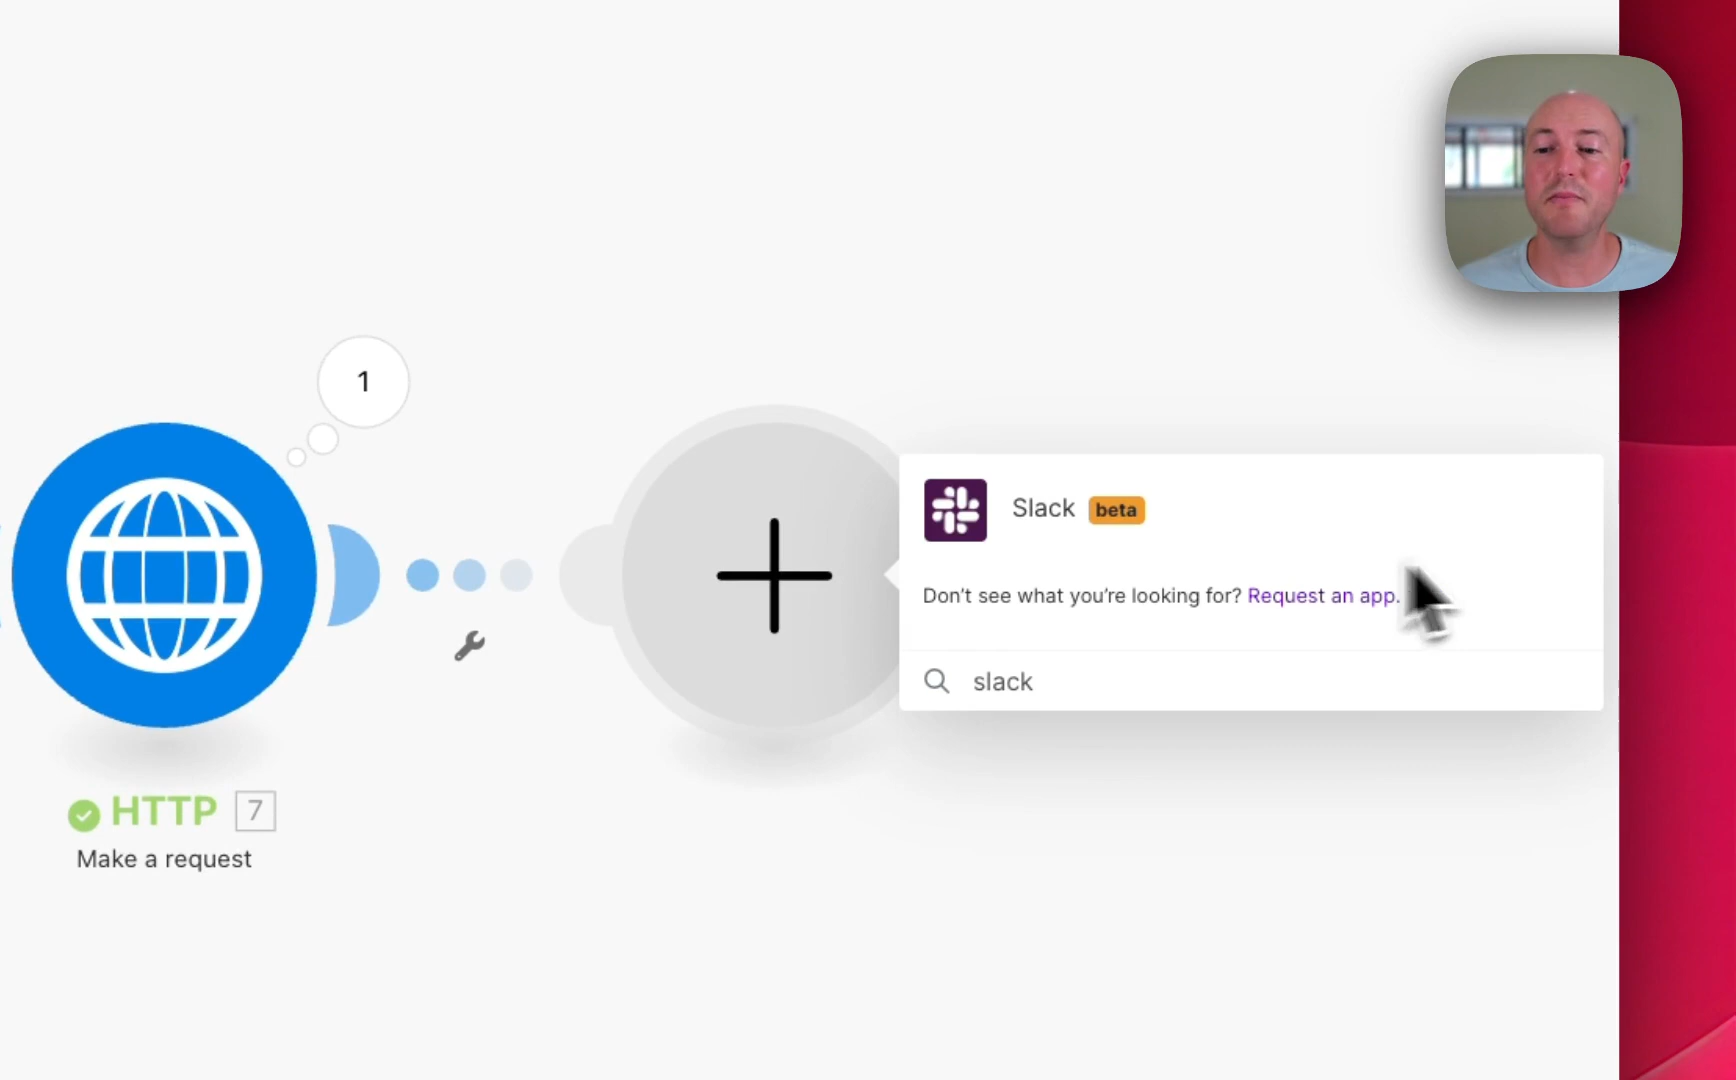 1
Slack beta
Don't see what you're looking for? Request an app.
slack
HTTP 7
Make a request